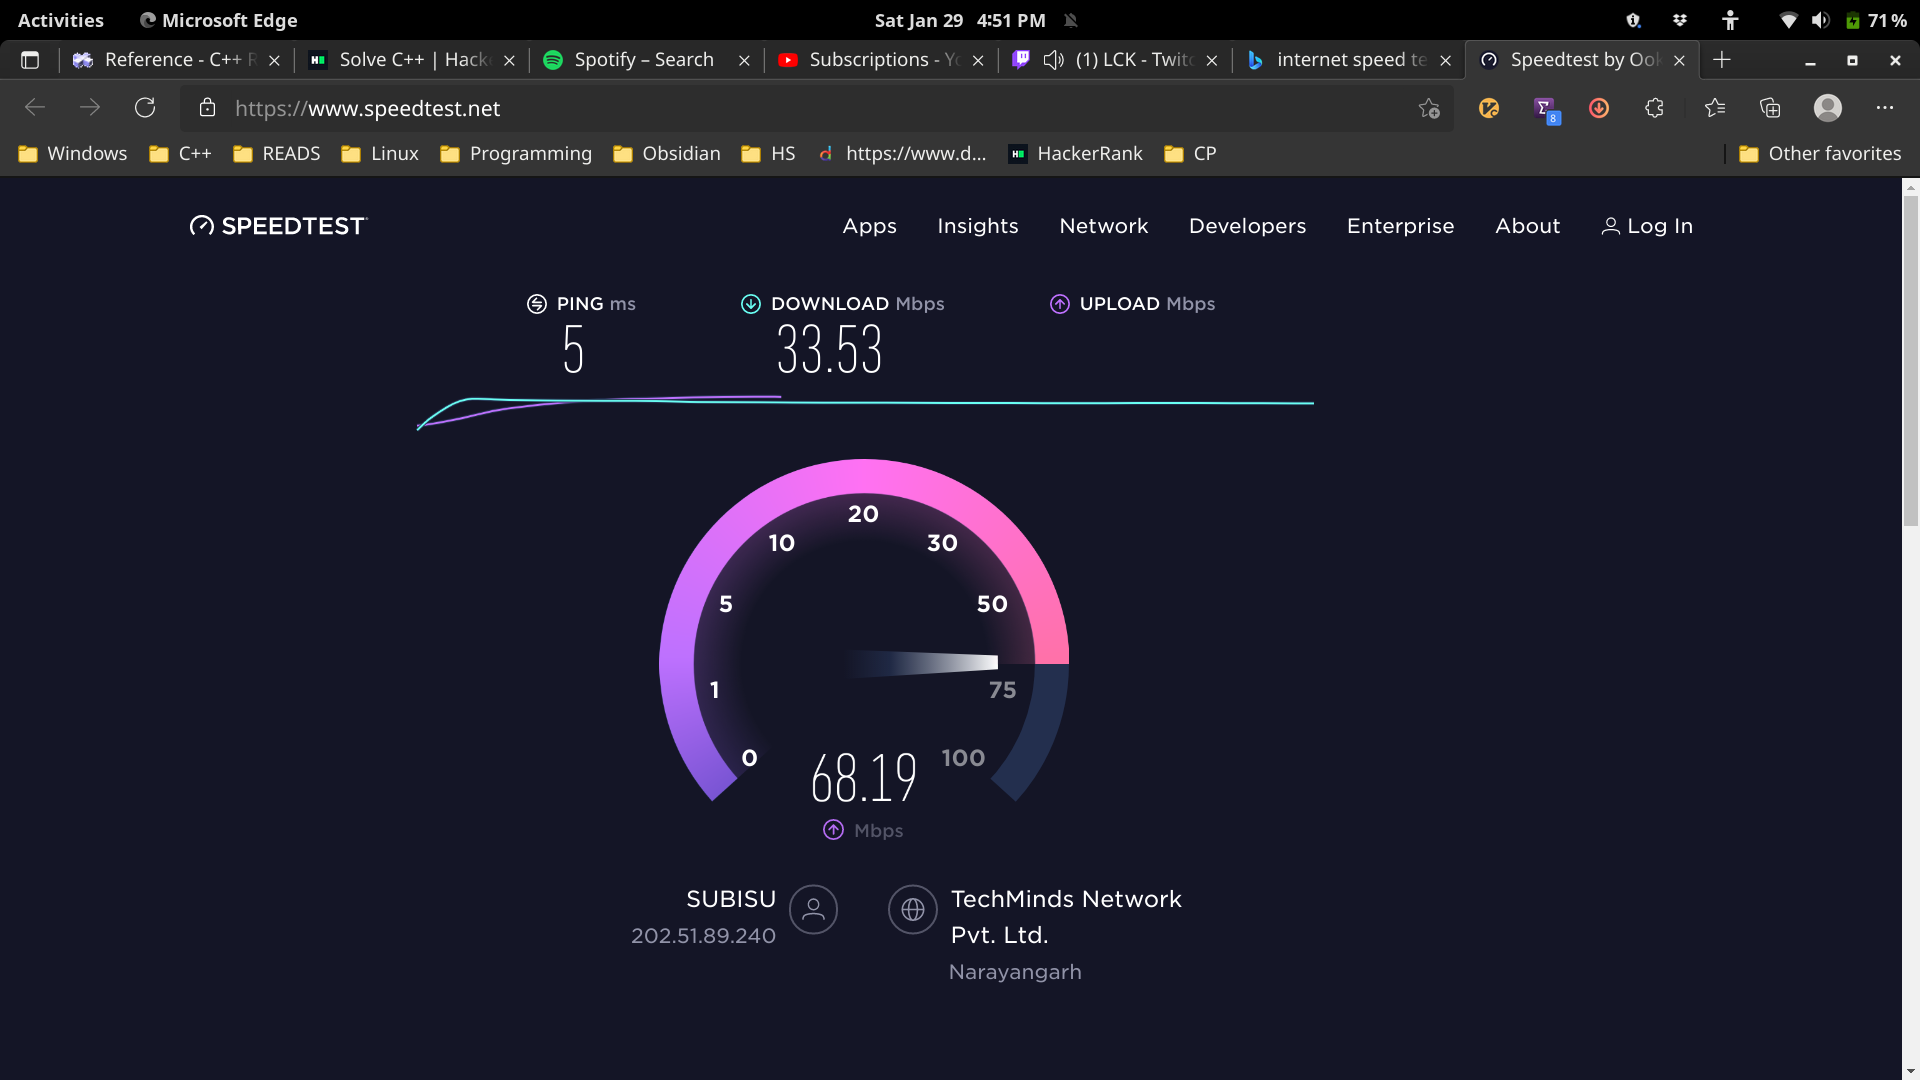 Activities Microsoft Edge Sat Jan 29 4:51 PM 71%
Reference - C++ R Solve C++ | Hack Spotify – Search Subscriptions - Yo (1) LCK - Twitc internet speed te Speedtest by Ook
https://www.speedtest.net 8
Windows C++ READS Linux Programming Obsidian HS https://www.d... HackerRank CP Other favorites
SPEEDTEST Apps Insights Network Developers Enterprise About Log In
PING ms DOWNLOAD Mbps UPLOAD Mbps
5 33.53
20
10 30
5 50
1 75
0 100
68.19
Mbps
SUBISU TechMinds Network
202.51.89.240 Pvt. Ltd.
Narayangarh